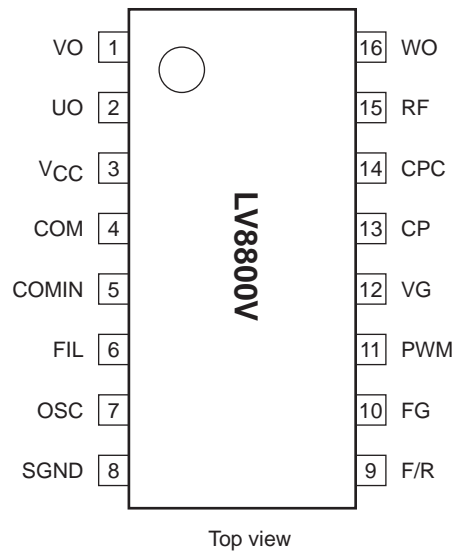 VO 1 16 WO
UO 2 15 RF
VCC 3 14 CPC
COM 4 13 CP
COMIN 5 12 VG
FIL 6 11 PWM
OSC 7 10 FG
SGND 8 9 F/R
LV8800V
Top view